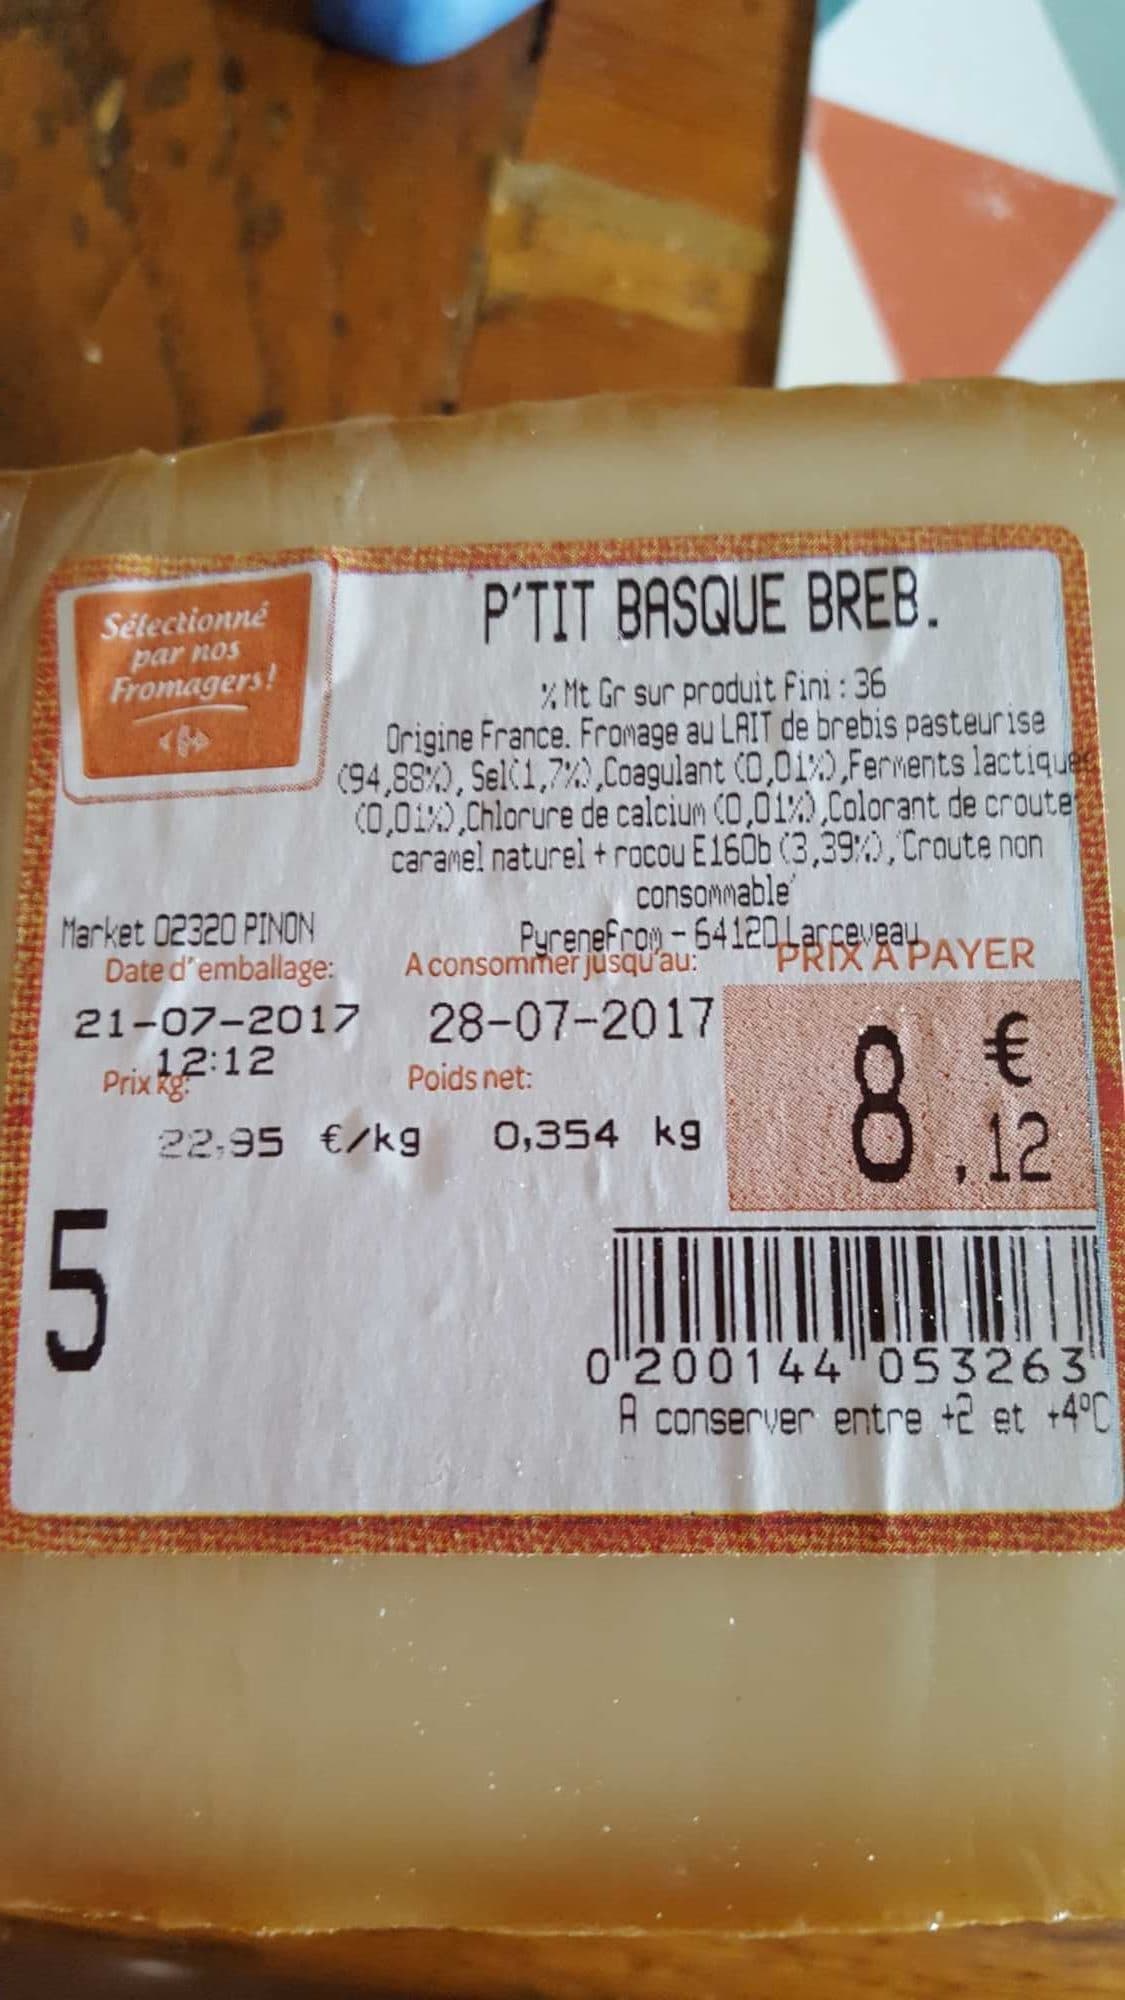 Sélectionné
par nos
Fromagers!
P'TIT BASQUE BREB.
% Mt Gr sur produit fini : 36
Origine France. Fromage au LAIT de brebis pasteurise
(94,88%), Sel(1,7%),Coagulant (0,01%),Ferments lactiques
(0,01%),Chlorure de calcium (0,01%),Colorant de croute:
caramel naturel + rocou E160b (3,39%),'Croute non
consommable'
Market 02320 PINON
Pyrenefrom - 64120 Larceveau
Date d'emballage:
A consommer jusqu'au:
PRIX A PAYER
21-07-2017
28-07-2017
12:12
Prix kg:
Poids net:
8,12 €
22,95 €/kg
0,354 kg
5
0 200144 053263
A conserver entre +2 et +4°C